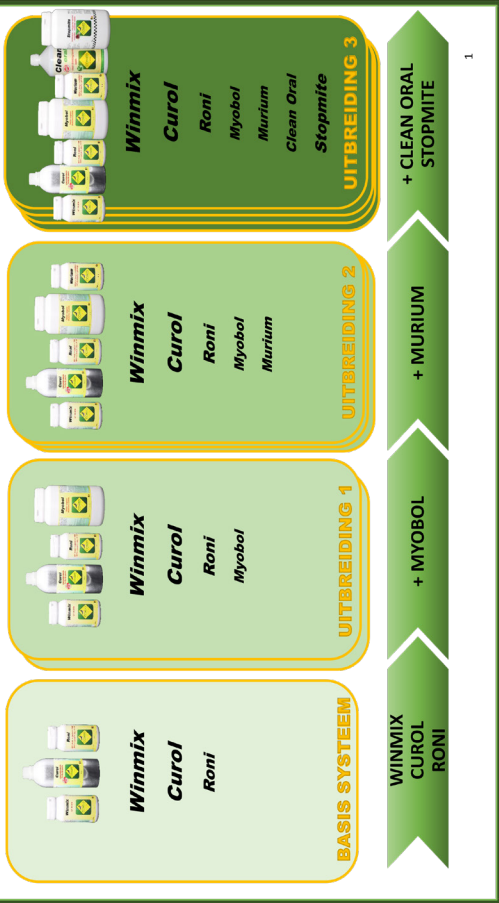 Winmix
Curol
Roni
BASIS SYSTEEM
Winmix
Curol
Roni
Myobol
UITBREIDING 1
Winmix
Curol
Roni
Myobol
Murium
UITBREIDING 2
Winmix
Curol
Roni
Myobol
Murium
Clean Oral
Stopmite
UITBREIDING 3
WINMIX
CUROL
RONI
+ MYOBOL
+ MURIUM
+ CLEAN ORAL
STOPMITE
1